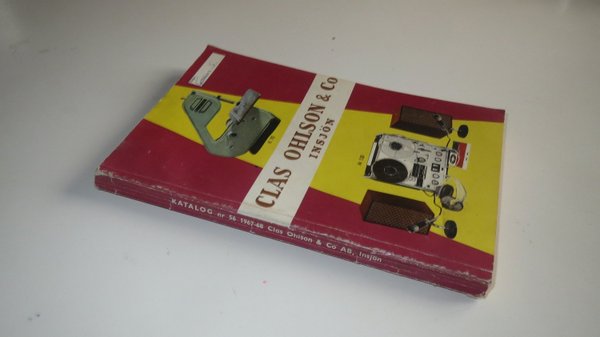 CLAS OHLSON & Co
INSJÖN
KATALOG nr 56 1967-68 Clas Ohlson & Co AB, Insjön